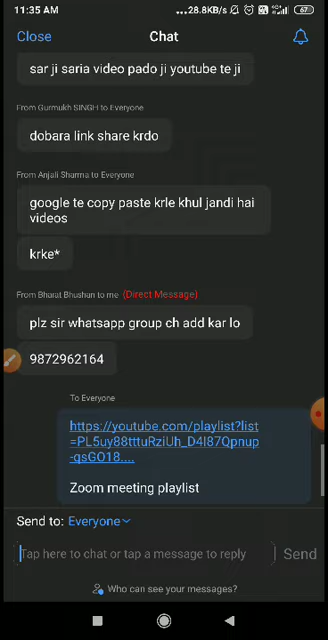 11:35 AM
...28.8KB/s
67
Close
Chat
sar ji saria video pado ji youtube te ji
From Gurmukh SINGH to Everyone
dobara link share krdo
From Anjali Sharma to Everyone
google te copy paste krle khul jandi hai
videos
krke*
From Bharat Bhushan to me (Direct Message)
plz sir whatsapp group ch add kar lo
9872962164
To Everyone
https://youtube.com/playlist?list
=PL5uy88tttuRziUh_D4l87Qpnup
-qsGO18....
Zoom meeting playlist
Send to: Everyone
Tap here to chat or tap a message to reply
Send
Who can see your messages?